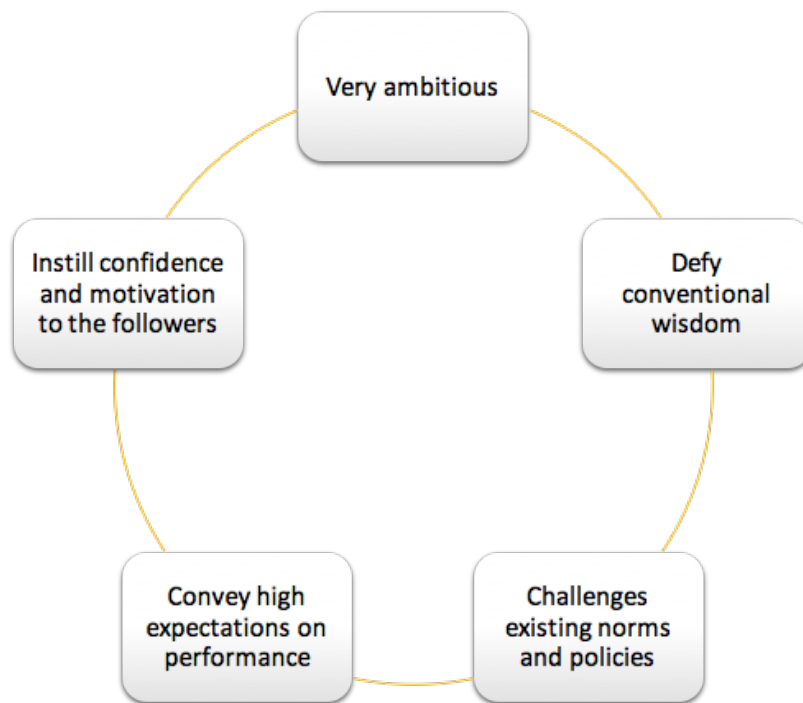 Very ambitious
Defy
conventional
wisdom
Challenges
existing norms
and policies
Convey high
expectations on
performance
Instill confidence
and motivation
to the followers